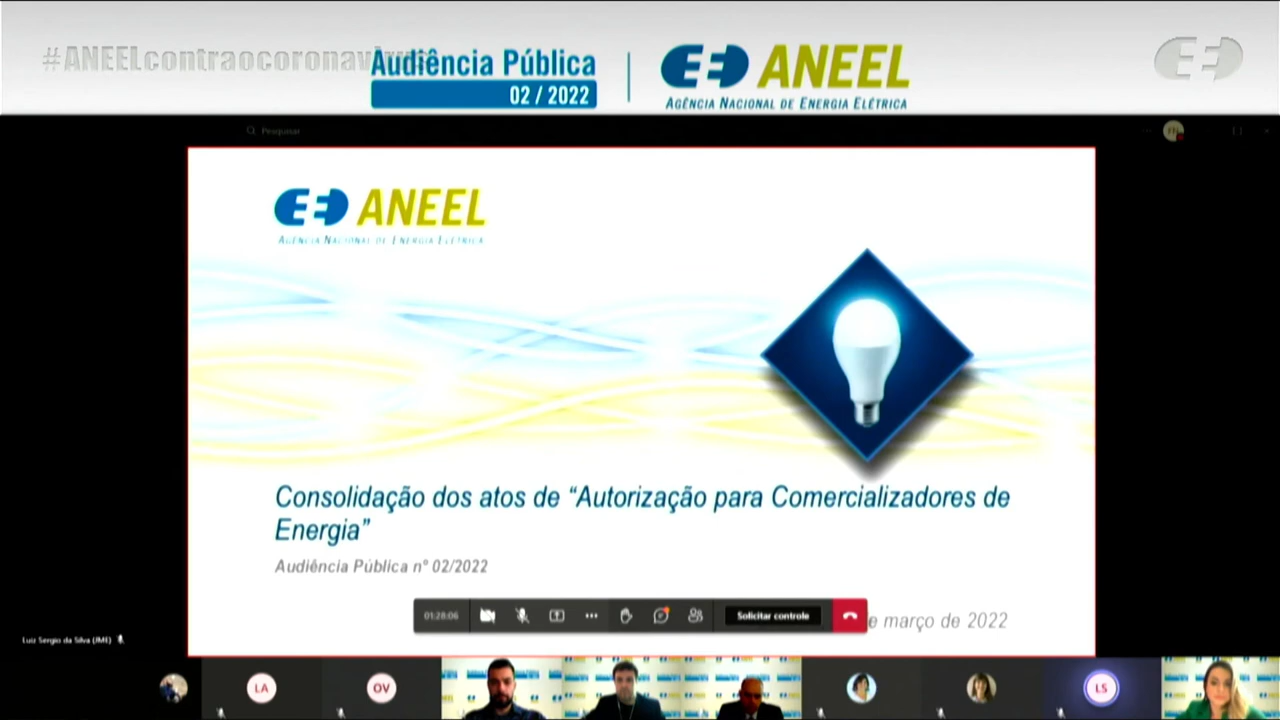 #ANEELcontraocoronav
Audiência Pública
02 / 2022
ANEEL
AGÊNCIA NACIONAL DE ENERGIA ELÉTRICA
Pesquisar
ANEEL
AGÊNCIA NACIONAL DE ENERGIA ELÉTRICA
Consolidação dos atos de “Autorização para Comercializadores de
Energia”
Audiência Pública nº 02/2022
01:28:06
Solicitar controle
e março de 2022
Luiz Sergio da Silva (JME)
LA
OV
LS